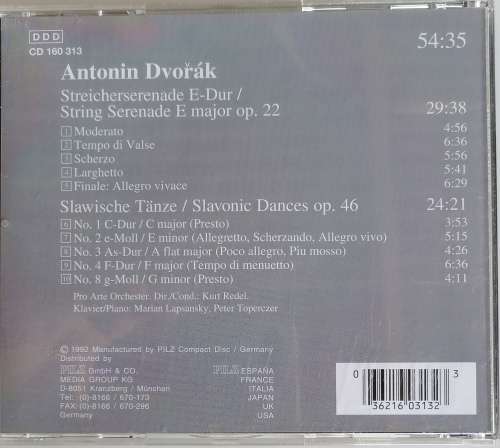 DDD
CD 160 313
54:35
Antonin Dvořák
Streicherserenade E-Dur /
String Serenade E major op. 22 29:38
1 Moderato 4:56
2 Tempo di Valse 6:36
3 Scherzo 5:56
4 Larghetto 5:41
5 Finale: Allegro vivace 6:29
Slawische Tänze / Slavonic Dances op. 46 24:21
6 No. 1 C-Dur / C major (Presto) 3:53
7 No. 2 e-Moll / E minor (Allegretto, Scherzando, Allegro vivo) 5:15
8 No. 3 As-Dur / A flat major (Poco allegro, Piu mosso) 4:26
9 No. 4 F-Dur / F major (Tempo di menuetto) 6:36
10 No. 8 g-Moll / G minor (Presto) 4:11
Pro Arte Orchester. Dir./Cond.: Kurt Redel.
Klavier/Piano: Marian Lapsansky, Peter Toperczer
© 1992 Manufactured by PILZ Compact Disc / Germany
Distributed by
PILZ GmbH & CO. PILZ ESPAÑA
MEDIA GROUP KG FRANCE
D-8051 Kranzberg / München ITALIA
Tel.: (0)-8166 / 670-173 JAPAN
FAX: (0)-8166 / 670-296 UK
Germany USA
0 36216 03132 3